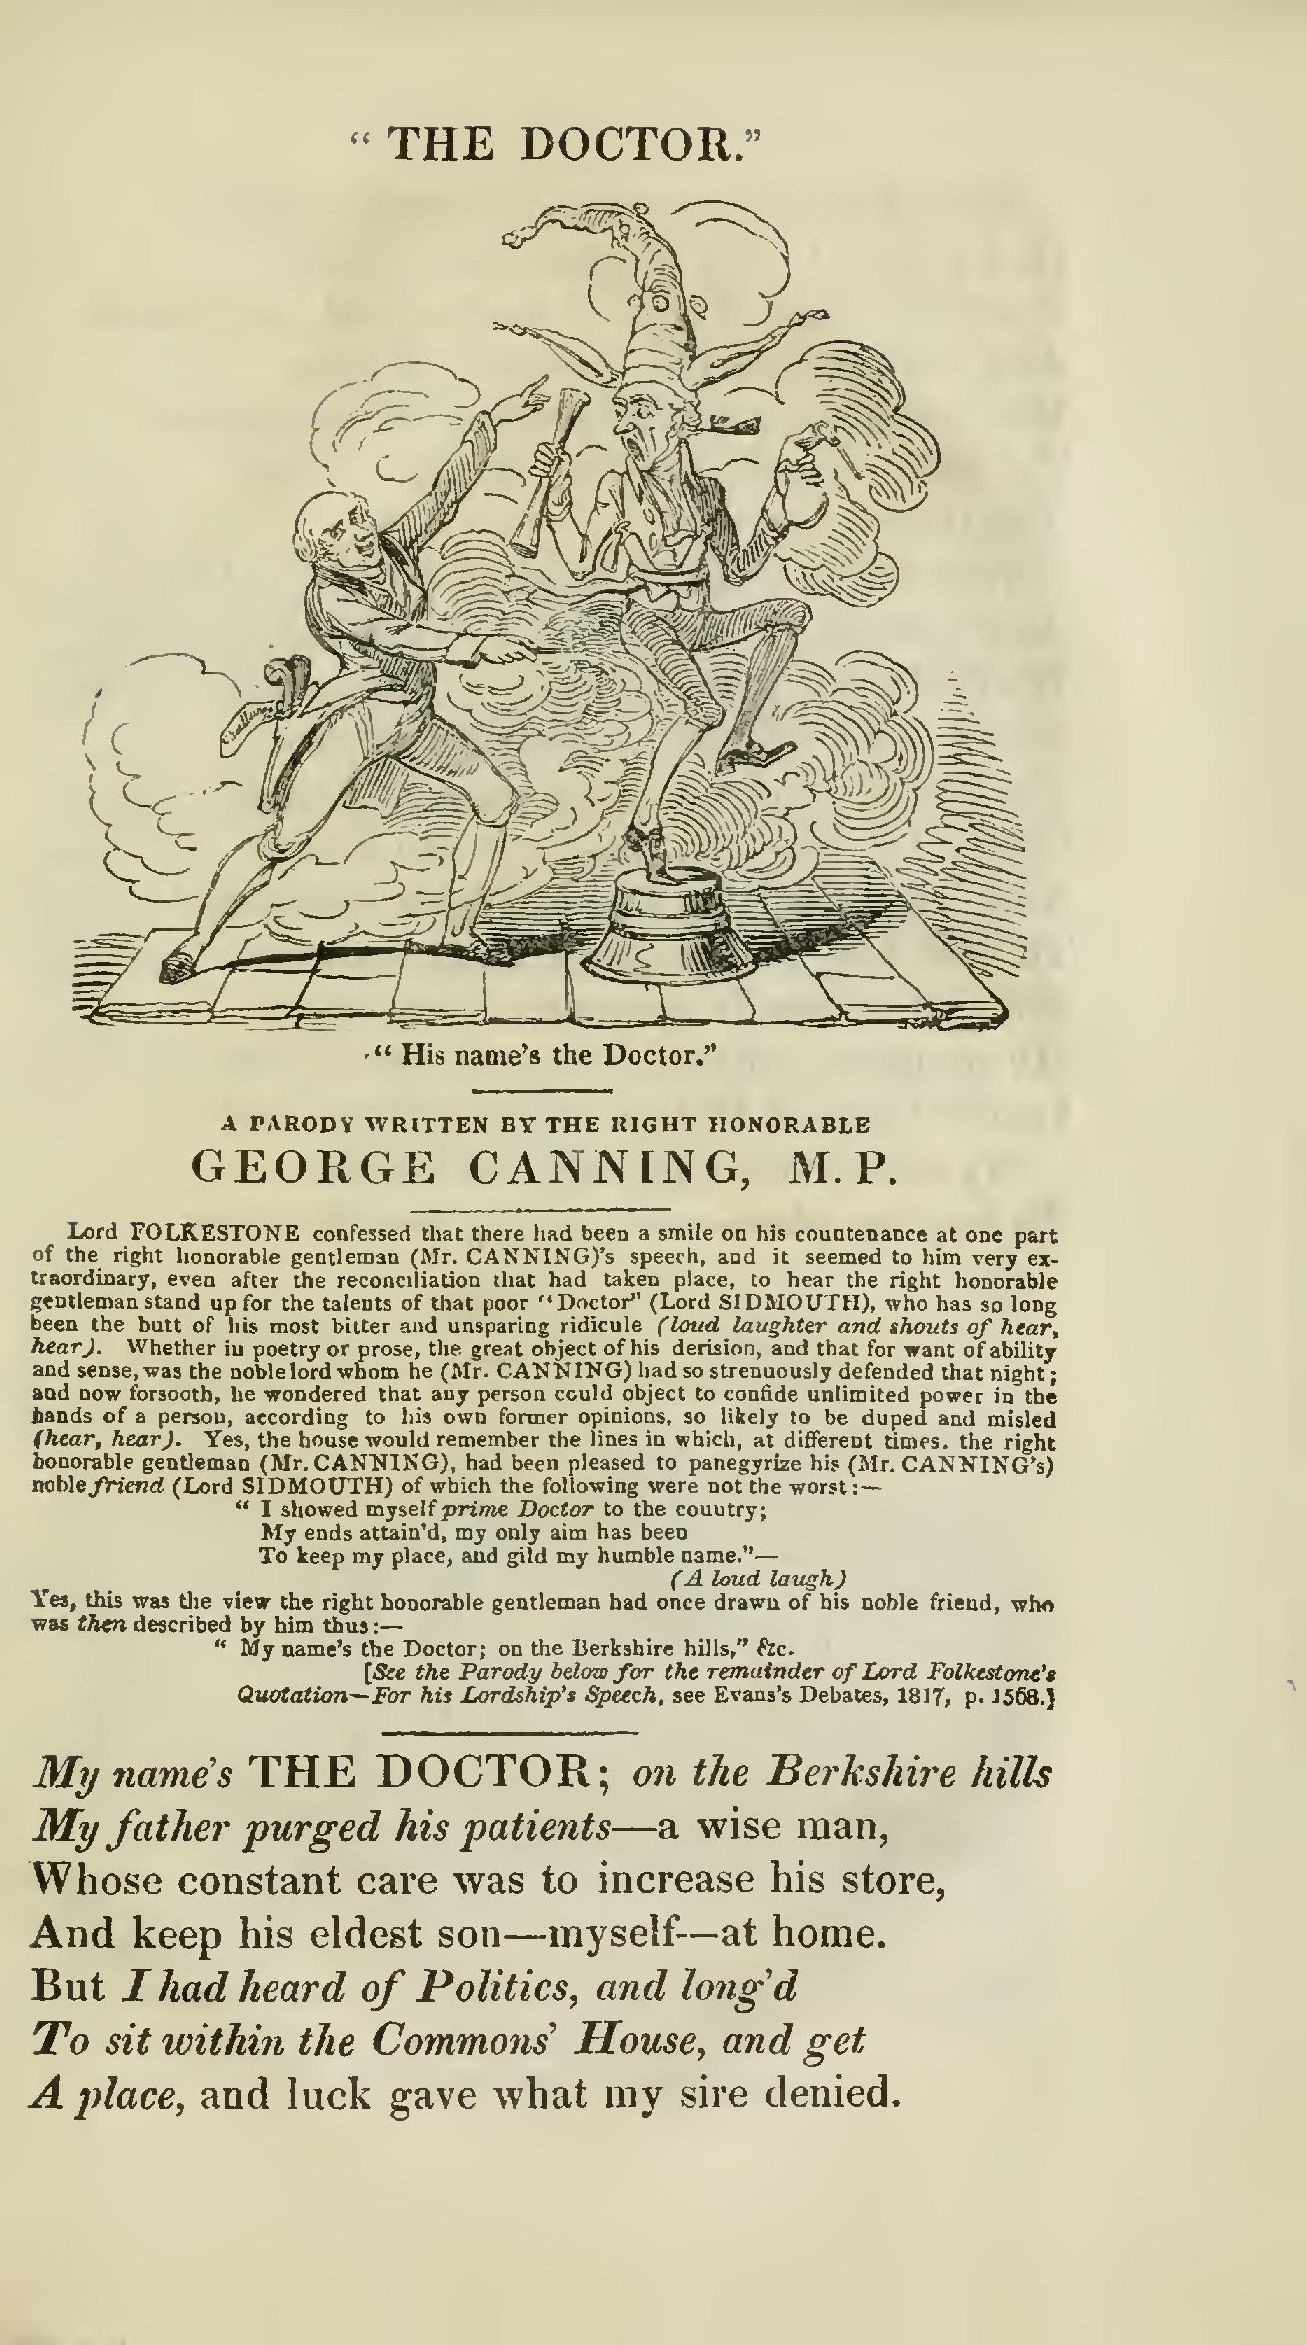 “ THE DOCTOR.”
Challenge
“ His name’s the Doctor.”
A PARODY WRITTEN BY THE RIGHT HONORABLE
GEORGE CANNING, M. P.
Lord FOLKESTONE confessed that there had been a smile on his countenance at one part
of the right honorable gentleman (Mr. CANNING)’s speech, and it seemed to him very ex-
traordinary, even after the reconciliation that had taken place, to hear the right honorable
gentleman stand up for the talents of that poor “Doctor” (Lord SIDMOUTH), who has so long
been the butt of his most bitter and unsparing ridicule (loud laughter and shouts of hear,
hear). Whether in poetry or prose, the great object of his derision, and that for want of ability
and sense, was the noble lord whom he (Mr. CANNING) had so strenuously defended that night;
and now forsooth, he wondered that any person could object to confide unlimited power in the
hands of a person, according to his own former opinions, so likely to be duped and misled
(hear, hear). Yes, the house would remember the lines in which, at different times. the right
honorable gentleman (Mr. CANNING), had been pleased to panegyrize his (Mr. CANNING’s)
noble friend (Lord SIDMOUTH) of which the following were not the worst:—
“ I showed myself prime Doctor to the country;
My ends attain’d, my only aim has been
To keep my place, and gild my humble name.”—
(A loud laugh)
Yes, this was the view the right honorable gentleman had once drawn of his noble friend, who
was then described by him thus:—
“ My name’s the Doctor; on the Berkshire hills,” &c.
[See the Parody below for the remainder of Lord Folkestone’s
Quotation—For his Lordship’s Speech, see Evans’s Debates, 1817, p. 1568.]
My name’s THE DOCTOR; on the Berkshire hills
My father purged his patients—a wise man,
Whose constant care was to increase his store,
And keep his eldest son—myself—at home.
But I had heard of Politics, and long’d
To sit within the Commons’ House, and get
A place, and luck gave what my sire denied.